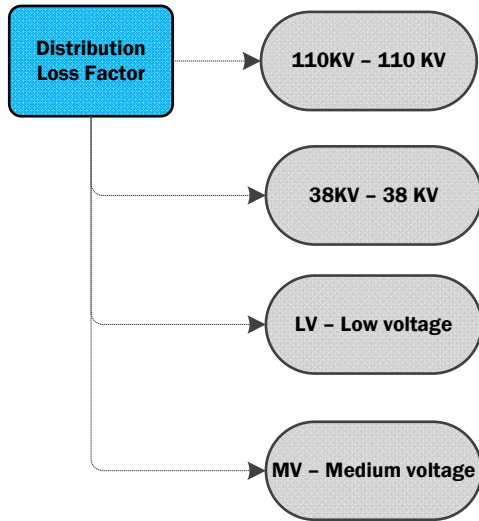 Distribution
Loss Factor
110KV – 110 KV
38KV – 38 KV
LV – Low voltage
MV – Medium voltage